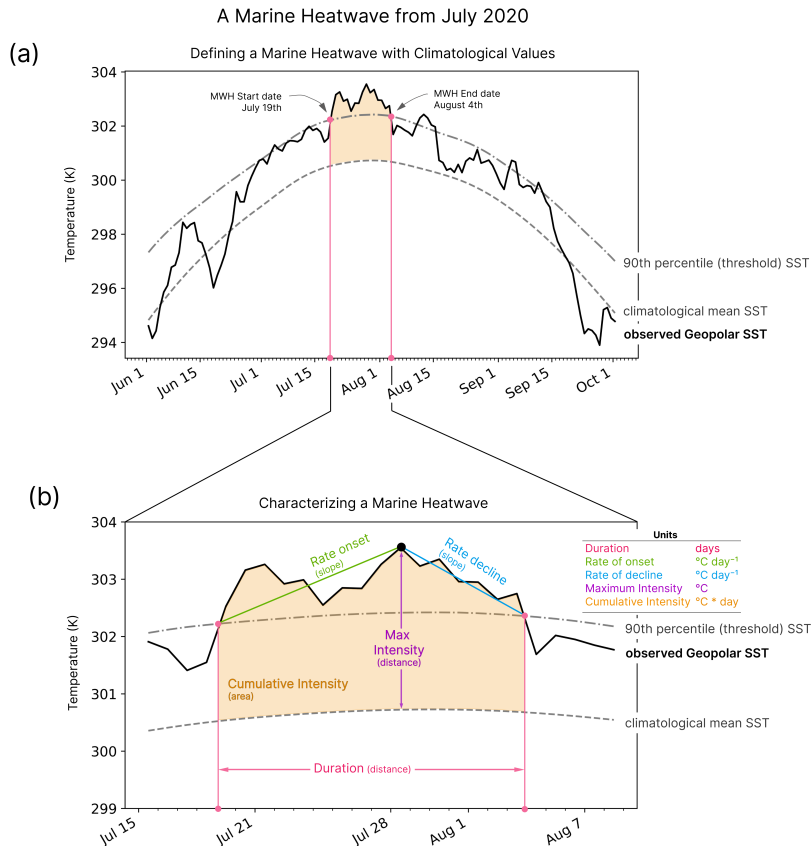 A Marine Heatwave from July 2020
(a)
Defining a Marine Heatwave with Climatological Values
304
302
300
298
296
294
Temperature (K)
MWH Start date
July 19th
MWH End date
August 4th
90th percentile (threshold) SST
climatological mean SST
observed Geopolar SST
Jun 1
Jun 15
Jul 1
Jul 15
Aug 1
Aug 15
Sep 1
Sep 15
Oct 1
(b)
Characterizing a Marine Heatwave
304
303
302
301
300
299
Temperature (K)
Rate onset
(slope)
Rate decline
(slope)
Max
Intensity
(distance)
Cumulative Intensity
(area)
Duration (distance)
Units
Duration days
Rate of onset °C day⁻¹
Rate of decline °C day⁻¹
Maximum Intensity °C
Cumulative Intensity °C * day
90th percentile (threshold) SST
observed Geopolar SST
climatological mean SST
Jul 15
Jul 21
Jul 28
Aug 1
Aug 7